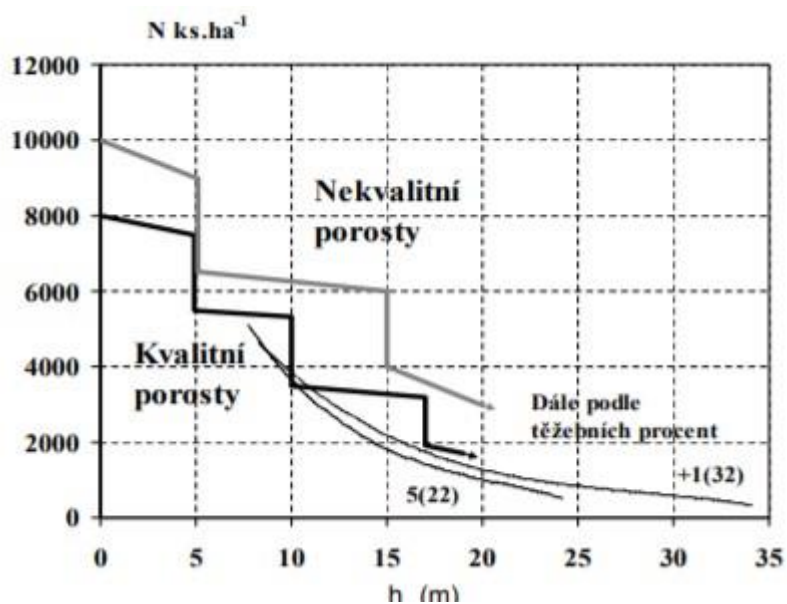 N ks.ha⁻¹
12000
10000
8000
6000
4000
2000
0
Nekvalitní
porosty
Kvalitní
porosty
Dále podle
těžebních procent
+1(32)
5(22)
0 5 10 15 20 25 30 35
h (m)